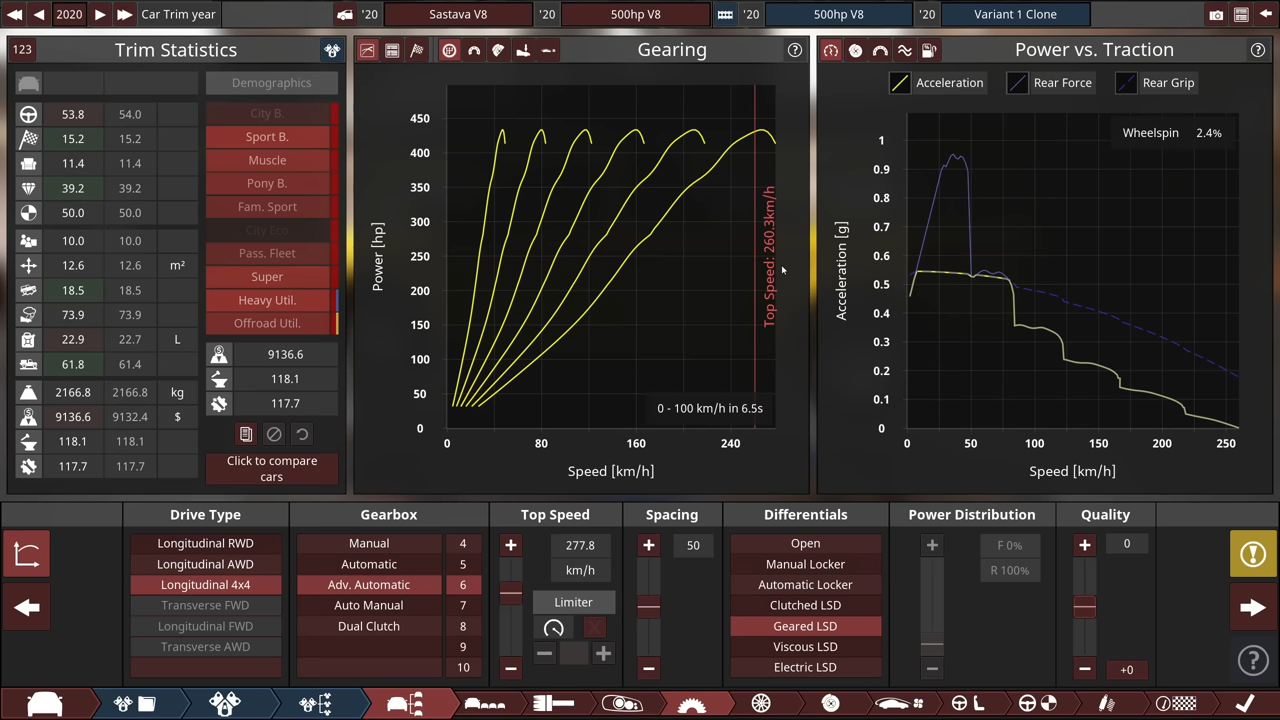 2020 Car Trim year '20 Sastava V8 '20 500hp V8 '20 500hp V8 '20 Variant 1 Clone
123 Trim Statistics
Demographics
53.8 54.0
15.2 15.2
11.4 11.4
39.2 39.2
50.0 50.0
10.0 10.0
12.6 12.6 m²
18.5 18.5
73.9 73.9
22.9 22.7 L
61.8 61.4
2166.8 2166.8 kg
9136.6 9132.4 $
118.1 118.1
117.7 117.7
City B.
Sport B.
Muscle
Pony B.
Fam. Sport
City Eco
Pass. Fleet
Super
Heavy Util.
Offroad Util.
9136.6
118.1
117.7
Click to compare
cars
Gearing
?
Power [hp]
450
400
350
300
250
200
150
100
50
0
0 80 160 240
Speed [km/h]
Top Speed: 260.3km/h
0 - 100 km/h in 6.5s
Power vs. Traction
?
Acceleration Rear Force Rear Grip
Wheelspin 2.4%
Acceleration [g]
1
0.9
0.8
0.7
0.6
0.5
0.4
0.3
0.2
0.1
0
0 50 100 150 200 250
Speed [km/h]
Drive Type
Longitudinal RWD
Longitudinal AWD
Longitudinal 4x4
Transverse FWD
Longitudinal FWD
Transverse AWD
Gearbox
Manual 4
Automatic 5
Adv. Automatic 6
Auto Manual 7
Dual Clutch 8
9
10
Top Speed
+ 277.8
km/h
Limiter
X
− +
−
Spacing
+ 50
−
Differentials
Open
Manual Locker
Automatic Locker
Clutched LSD
Geared LSD
Viscous LSD
Electric LSD
Power Distribution
+ F 0%
R 100%
−
Quality
+ 0
− +0
!
?